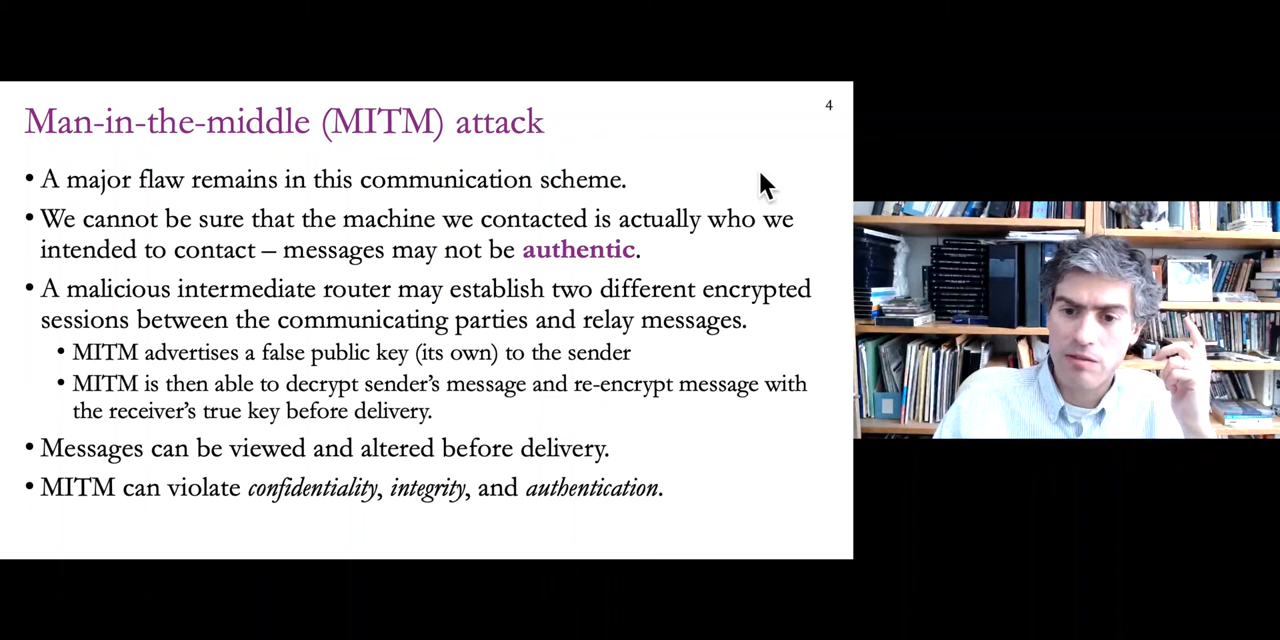 4
Man-in-the-middle (MITM) attack
• A major flaw remains in this communication scheme.
• We cannot be sure that the machine we contacted is actually who we
intended to contact – messages may not be authentic.
• A malicious intermediate router may establish two different encrypted
sessions between the communicating parties and relay messages.
• MITM advertises a false public key (its own) to the sender
• MITM is then able to decrypt sender's message and re-encrypt message with
the receiver's true key before delivery.
• Messages can be viewed and altered before delivery.
• MITM can violate confidentiality, integrity, and authentication.